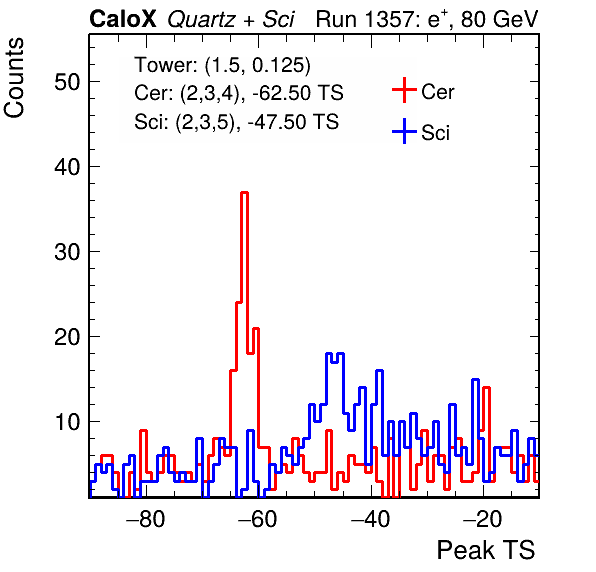 CaloX Quartz + Sci Run 1357: e+, 80 GeV
Counts
Tower: (1.5, 0.125)
Cer: (2,3,4), -62.50 TS
Sci: (2,3,5), -47.50 TS
Cer
Sci
50
40
30
20
10
−80 −60 −40 −20
Peak TS